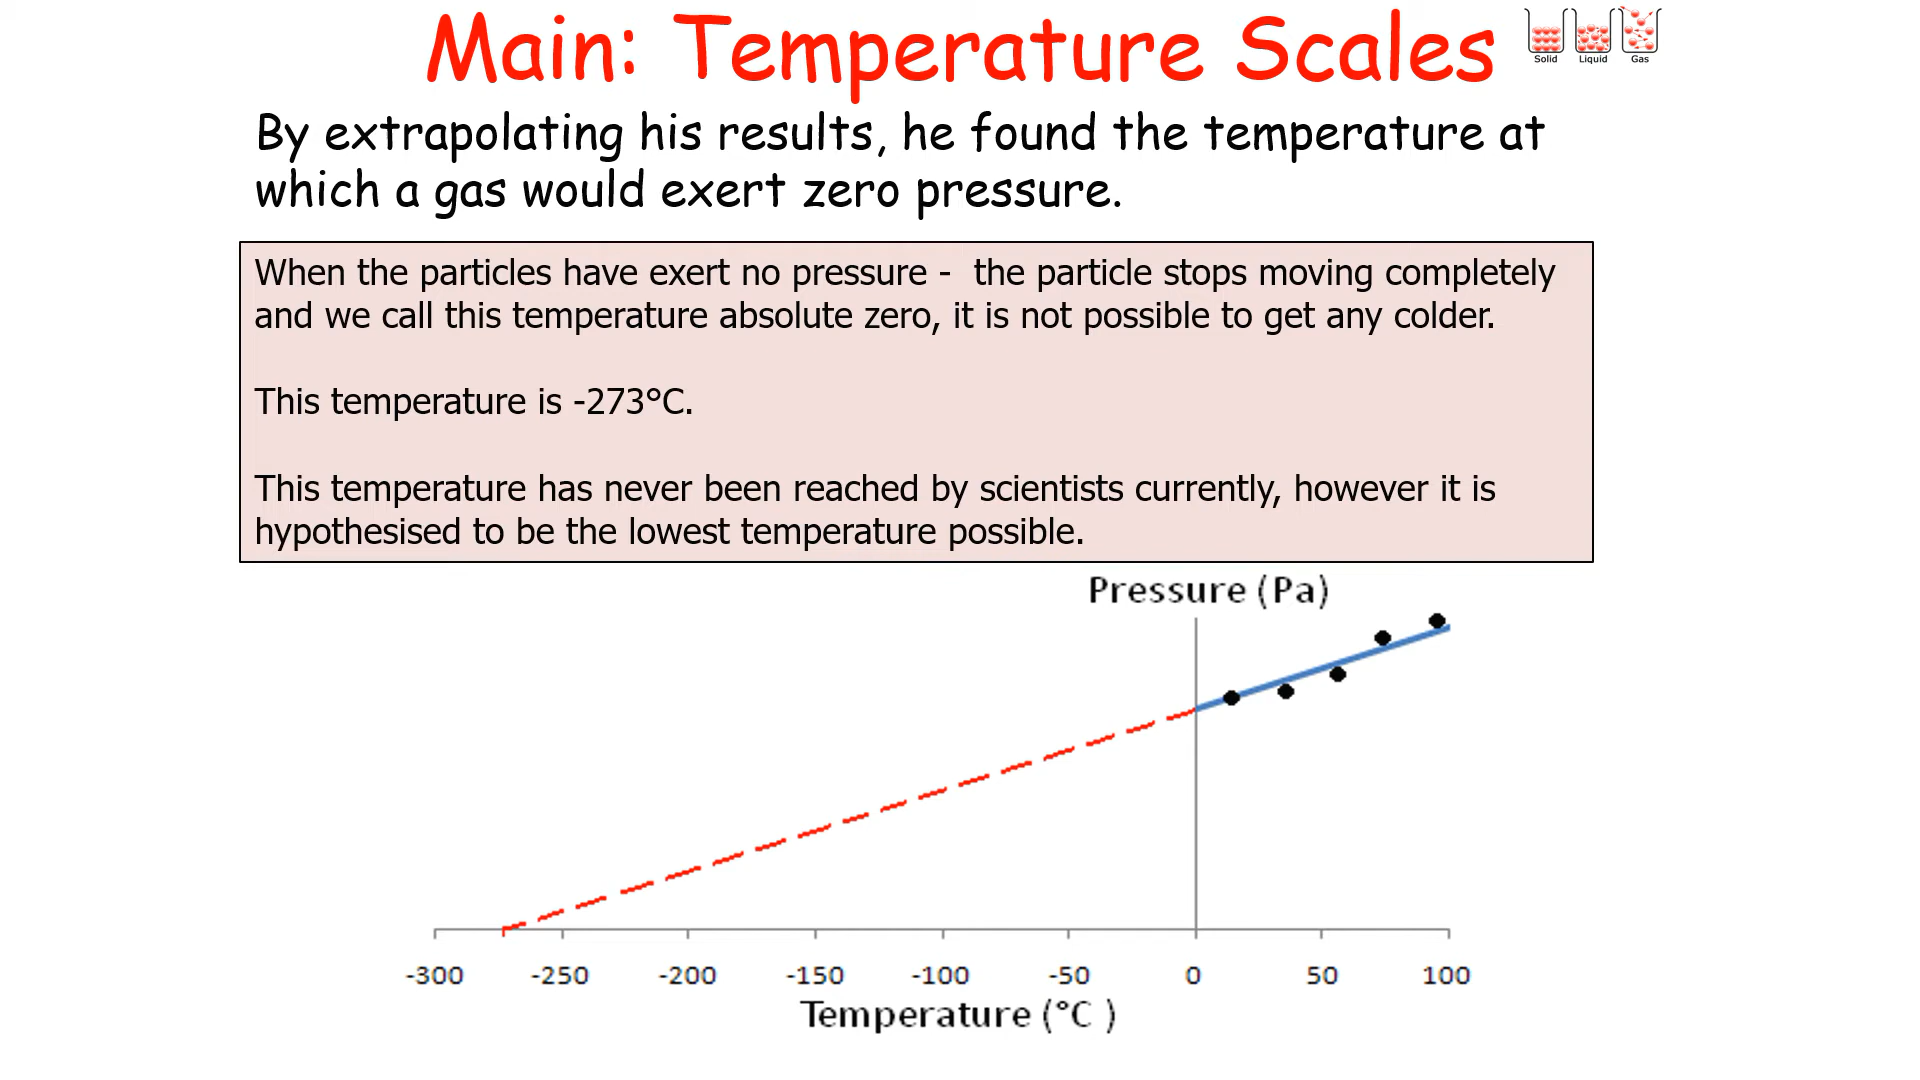 Main: Temperature Scales
Solid Liquid Gas
By extrapolating his results, he found the temperature at
which a gas would exert zero pressure.
When the particles have exert no pressure -  the particle stops moving completely
and we call this temperature absolute zero, it is not possible to get any colder.
This temperature is -273°C.
This temperature has never been reached by scientists currently, however it is
hypothesised to be the lowest temperature possible.
Pressure (Pa)
-300 -250 -200 -150 -100 -50 0 50 100
Temperature (°C )